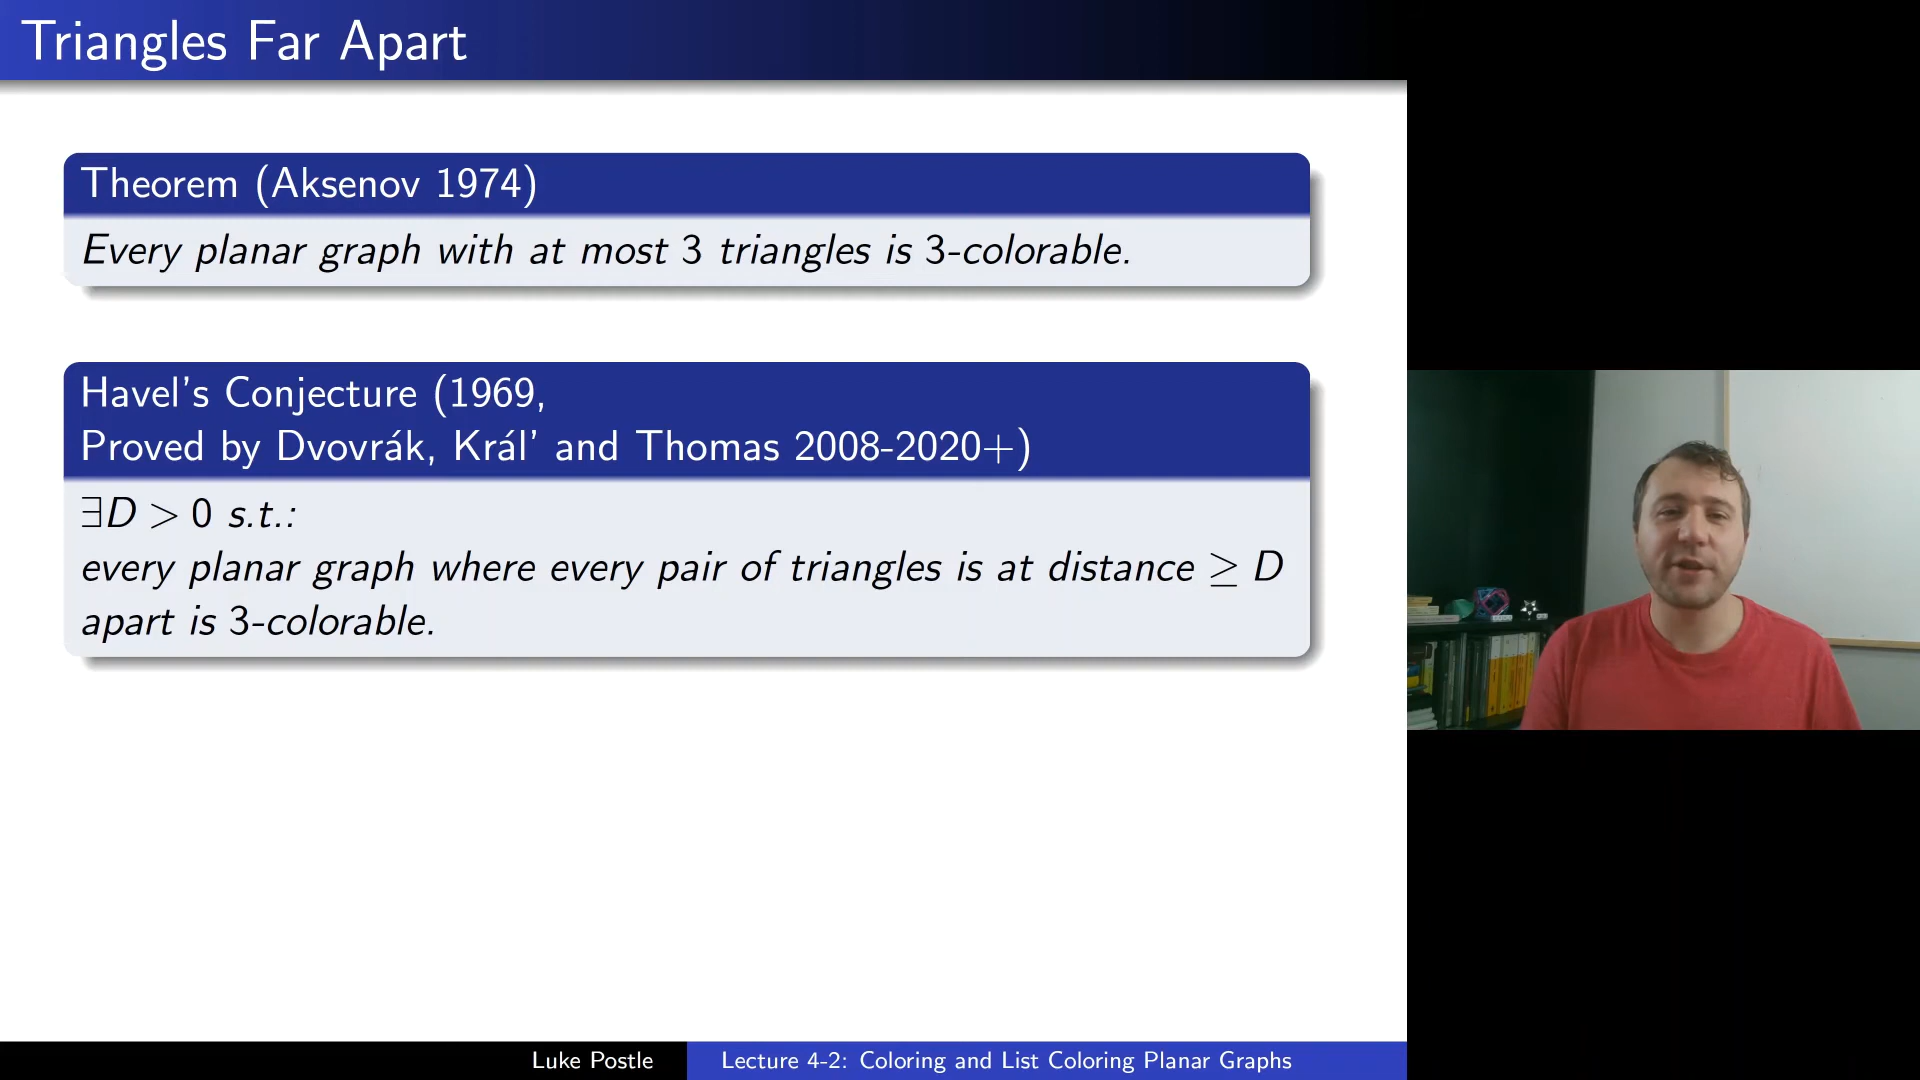 Triangles Far Apart
Theorem (Aksenov 1974)
Every planar graph with at most 3 triangles is 3-colorable.
Havel's Conjecture (1969,
Proved by Dvovrák, Král' and Thomas 2008-2020+)
∃D > 0 s.t.:
every planar graph where every pair of triangles is at distance ≥ D
apart is 3-colorable.
Luke Postle
Lecture 4-2: Coloring and List Coloring Planar Graphs